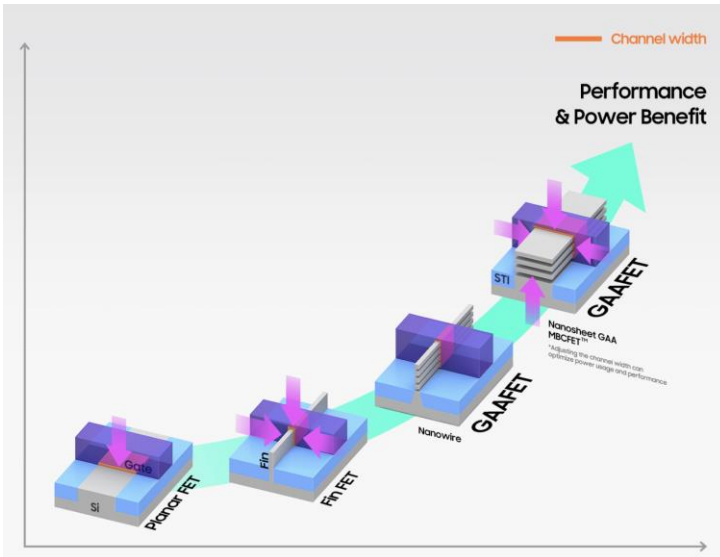 Channel width
Performance
& Power Benefit
STI
GAAFET
Nanosheet GAA
MBCFET™
*Adjusting the channel width can
optimize power usage and performance
Nanowire
GAAFET
Fin
Fin FET
Gate
Si
Planar FET